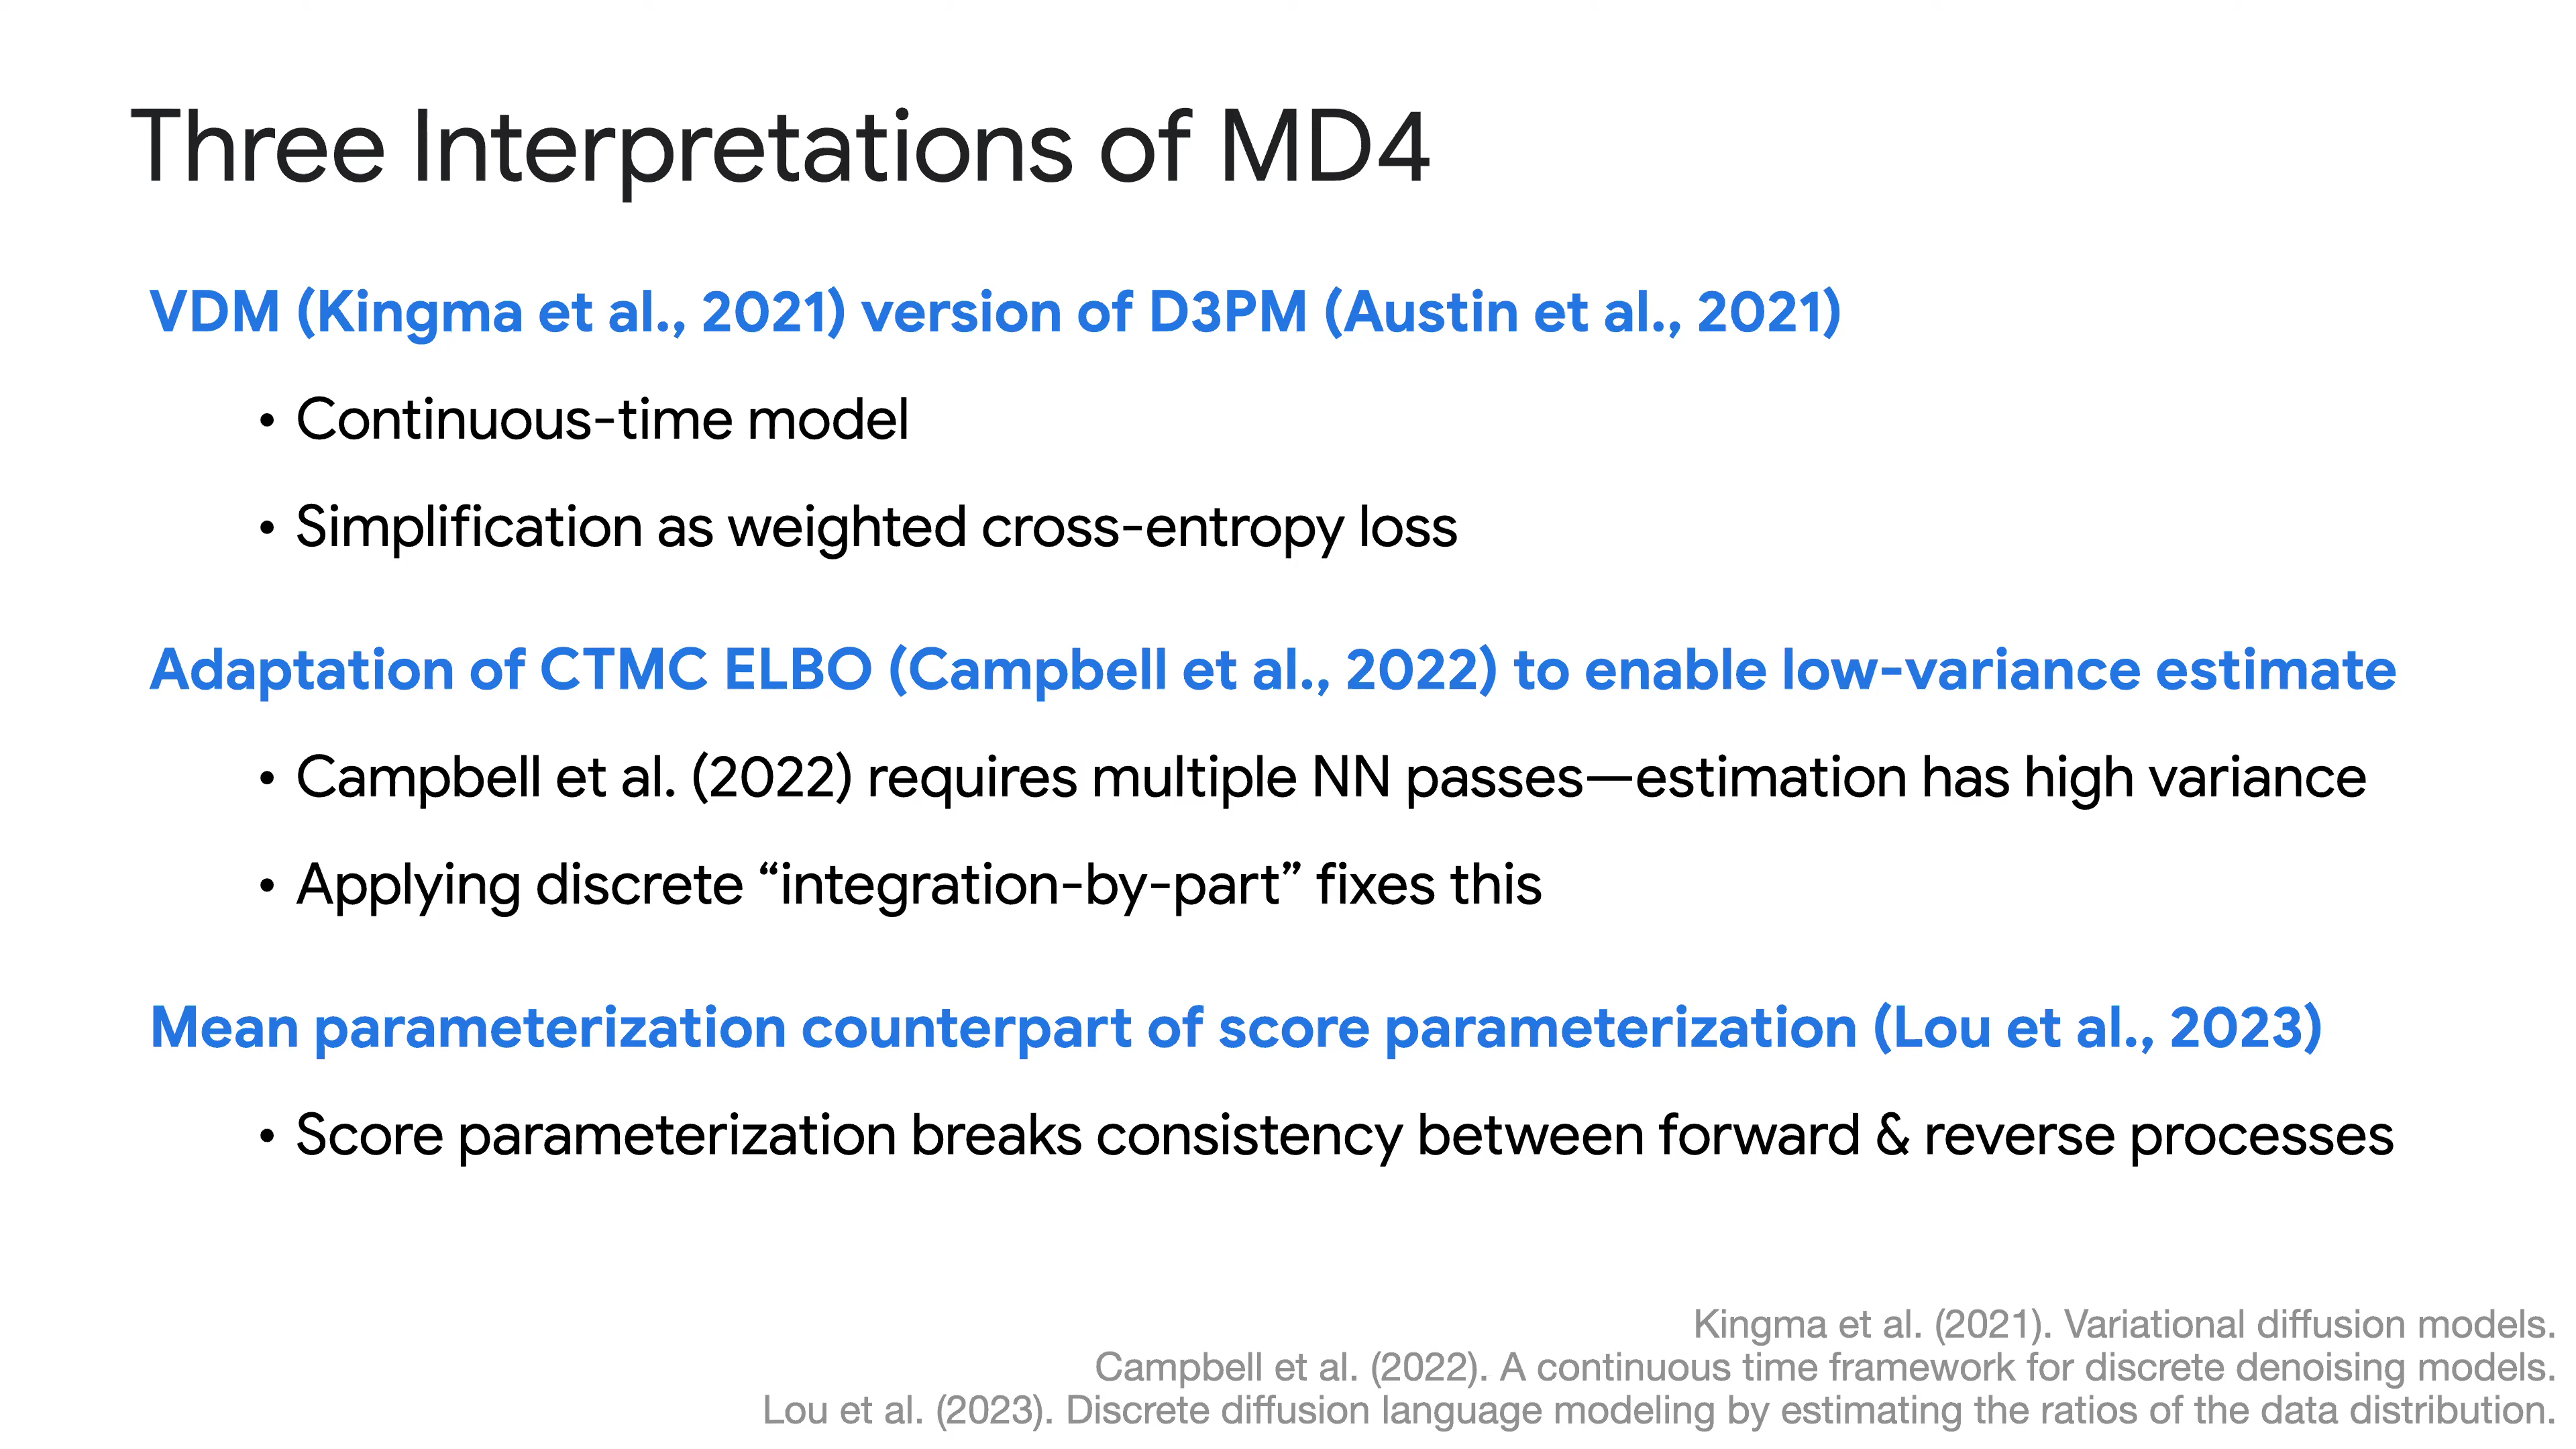 Three Interpretations of MD4
VDM (Kingma et al., 2021) version of D3PM (Austin et al., 2021)
• Continuous-time model
• Simplification as weighted cross-entropy loss
Adaptation of CTMC ELBO (Campbell et al., 2022) to enable low-variance estimate
• Campbell et al. (2022) requires multiple NN passes—estimation has high variance
• Applying discrete “integration-by-part” fixes this
Mean parameterization counterpart of score parameterization (Lou et al., 2023)
• Score parameterization breaks consistency between forward & reverse processes
Kingma et al. (2021). Variational diffusion models.
Campbell et al. (2022). A continuous time framework for discrete denoising models.
Lou et al. (2023). Discrete diffusion language modeling by estimating the ratios of the data distribution.